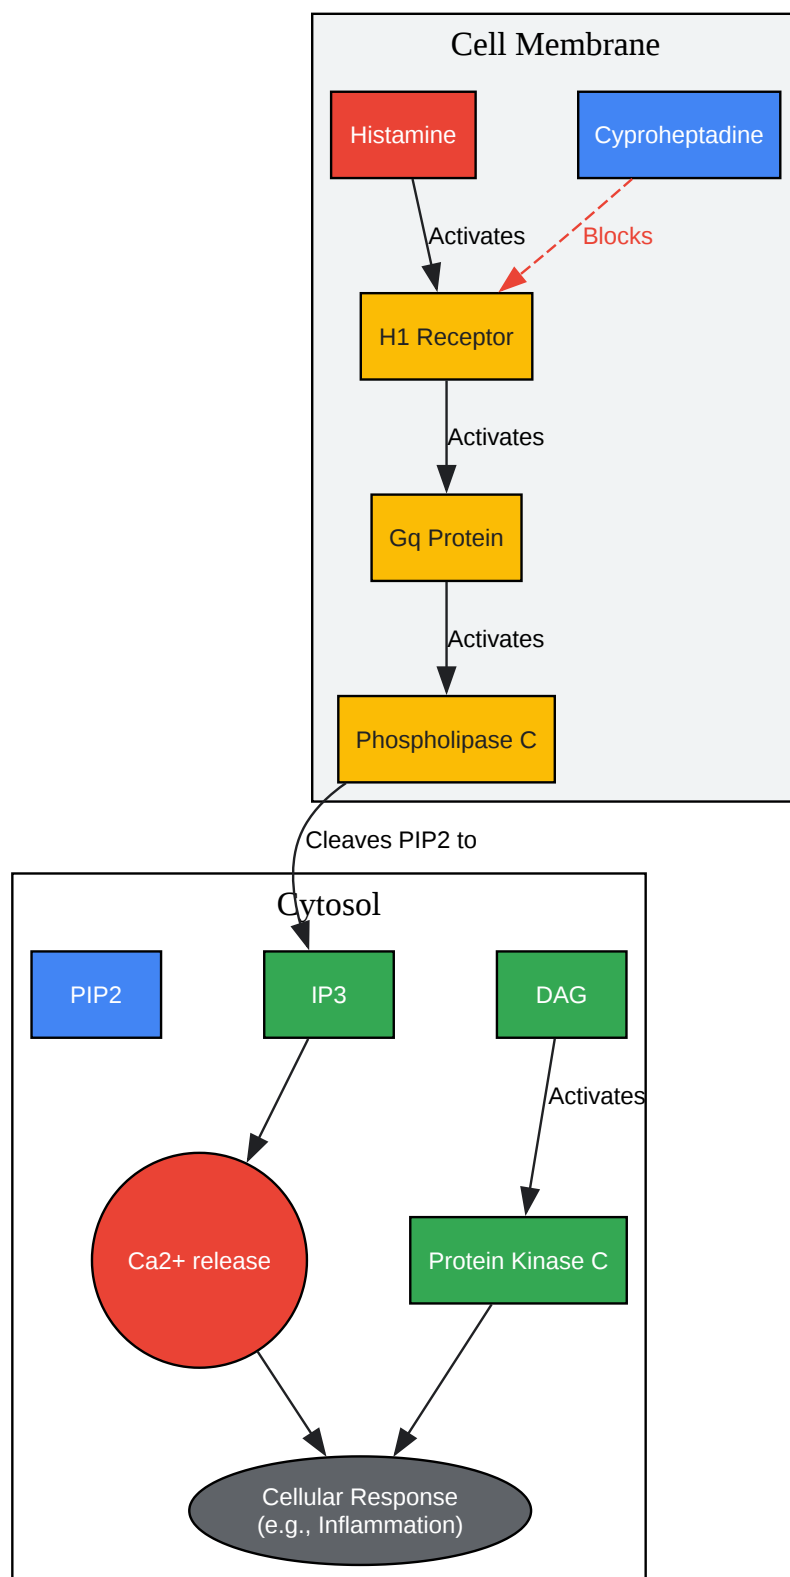 Cell Membrane
Histamine
Cyproheptadine
Activates
Blocks
H1 Receptor
Activates
Gq Protein
Activates
Phospholipase C
Cleaves PIP2 to
Cytosol
PIP2
IP3
DAG
Activates
Ca2+ release
Protein Kinase C
Cellular Response
(e.g., Inflammation)